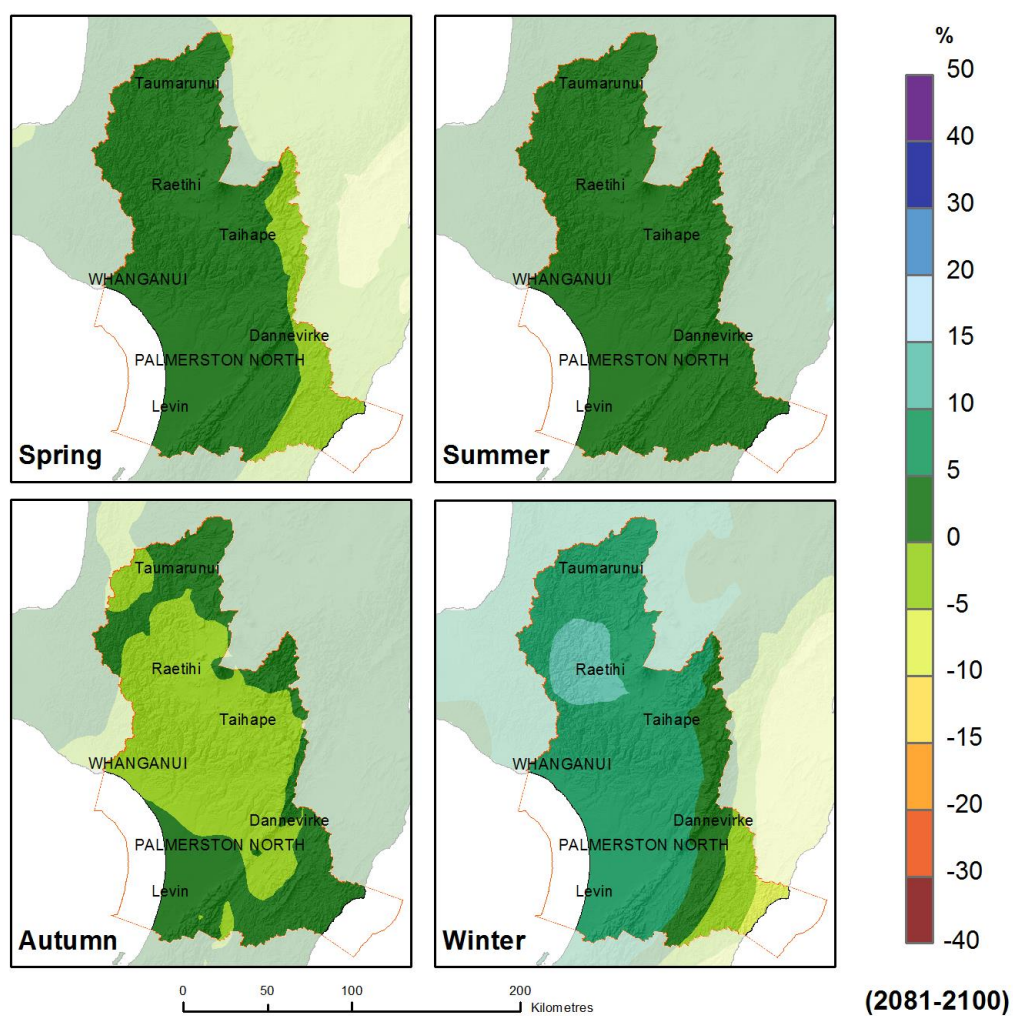 Taumarunui
Raetihi
Taihape
WHANGANUI
Dannevirke
PALMERSTON NORTH
Levin
Spring
Taumarunui
Raetihi
Taihape
WHANGANUI
Dannevirke
PALMERSTON NORTH
Levin
Summer
Taumarunui
Raetihi
Taihape
WHANGANUI
Dannevirke
PALMERSTON NORTH
Levin
Autumn
Taumarunui
Raetihi
Taihape
WHANGANUI
Dannevirke
PALMERSTON NORTH
Levin
Winter
%
50
40
30
20
15
10
5
0
-5
-10
-15
-20
-30
-40
0 50 100 200
Kilometres
(2081-2100)